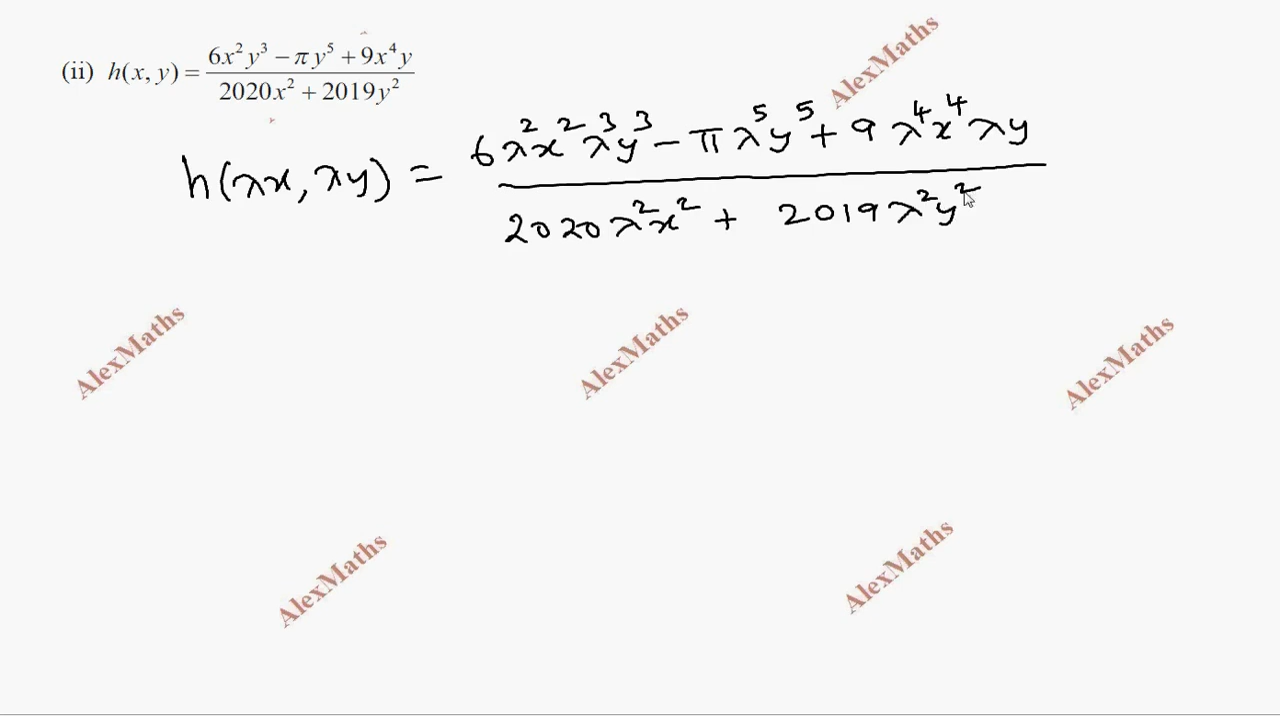 (ii) h(x, y) = (6x²y³ − πy⁵ + 9x⁴y) / (2020x² + 2019y²)
AlexMaths
h(λx, λy) = (6λ²x²λ³y³ − πλ⁵y⁵ + 9λ⁴x⁴λy) / (2020λ²x² + 2019λ²y²)
AlexMaths
AlexMaths
AlexMaths
AlexMaths
AlexMaths